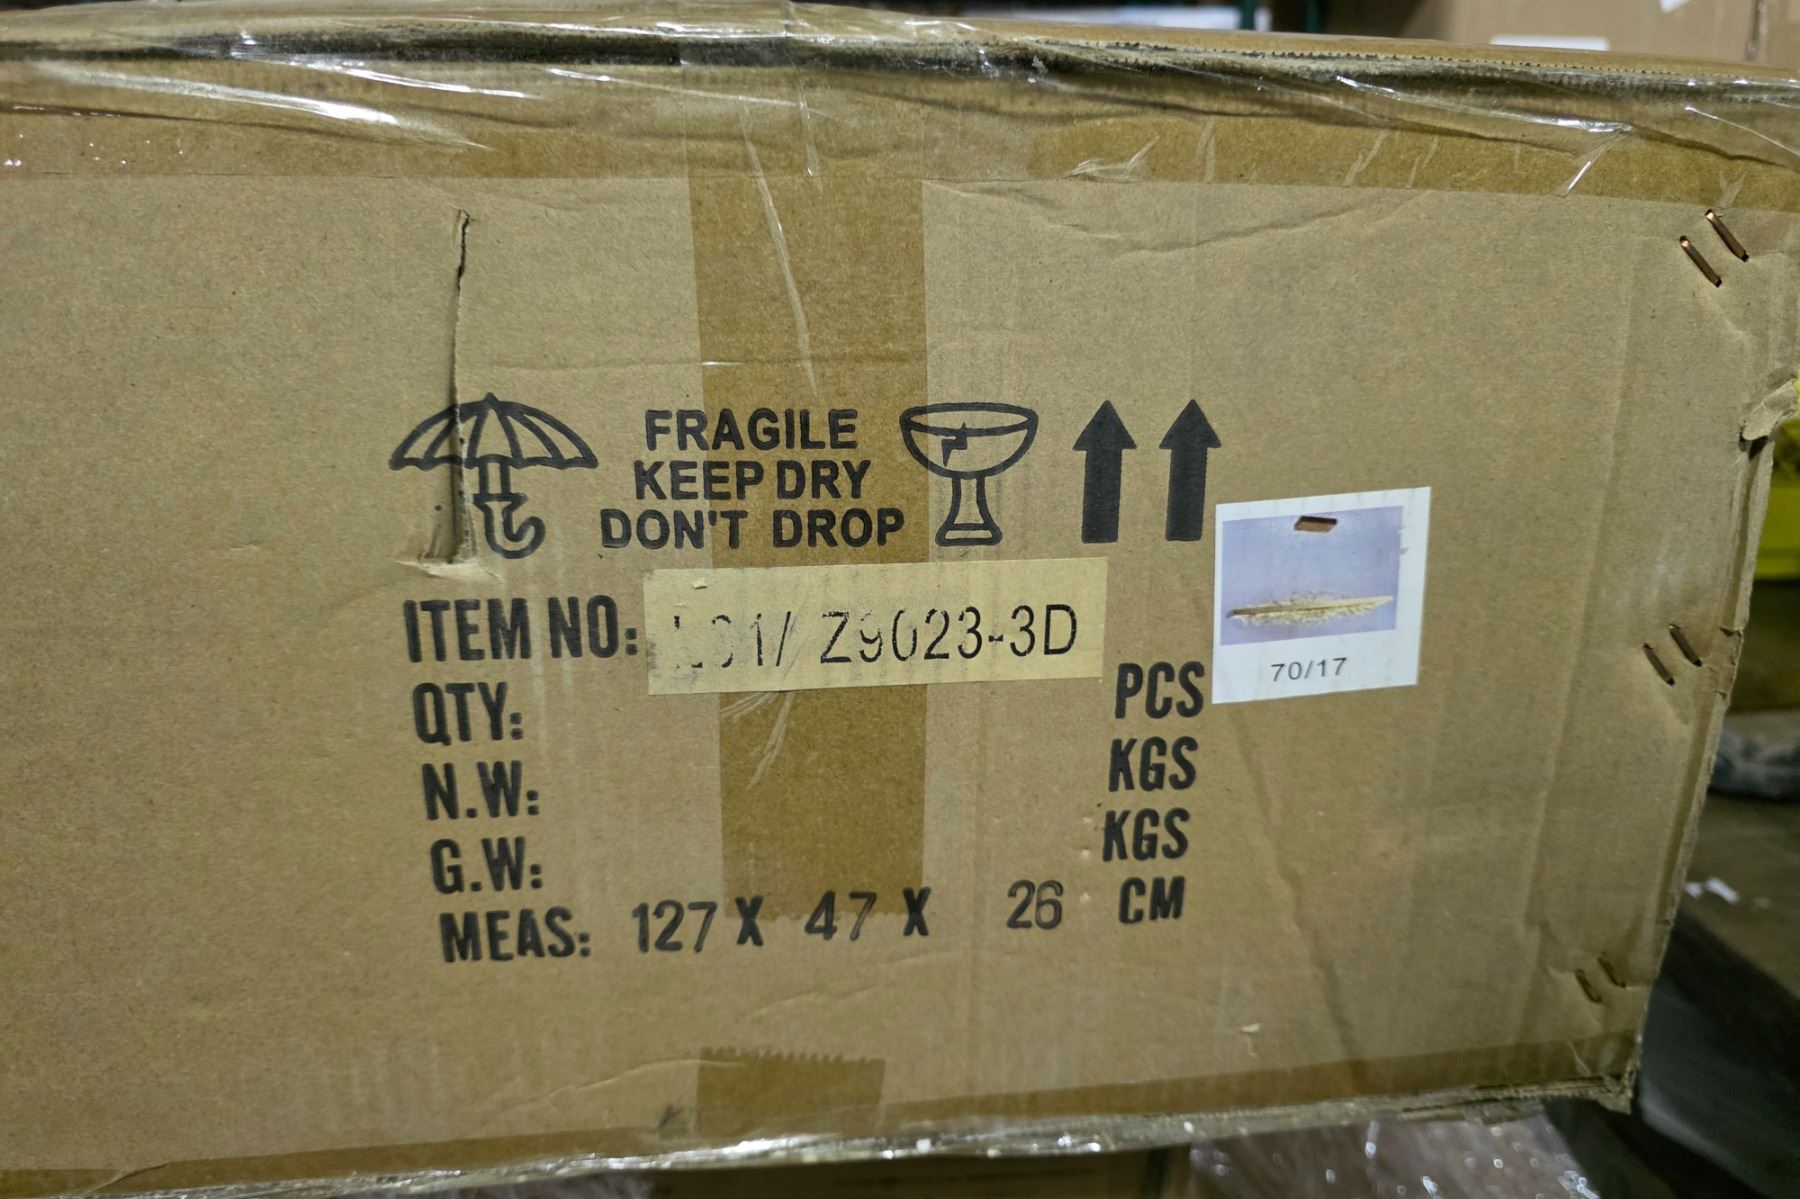 FRAGILE
KEEP DRY
DON'T DROP
ITEM NO: Z9023-3D
QTY: PCS
N.W: KGS
G.W: KGS
MEAS: 127 X 47 X 26 CM
70/17